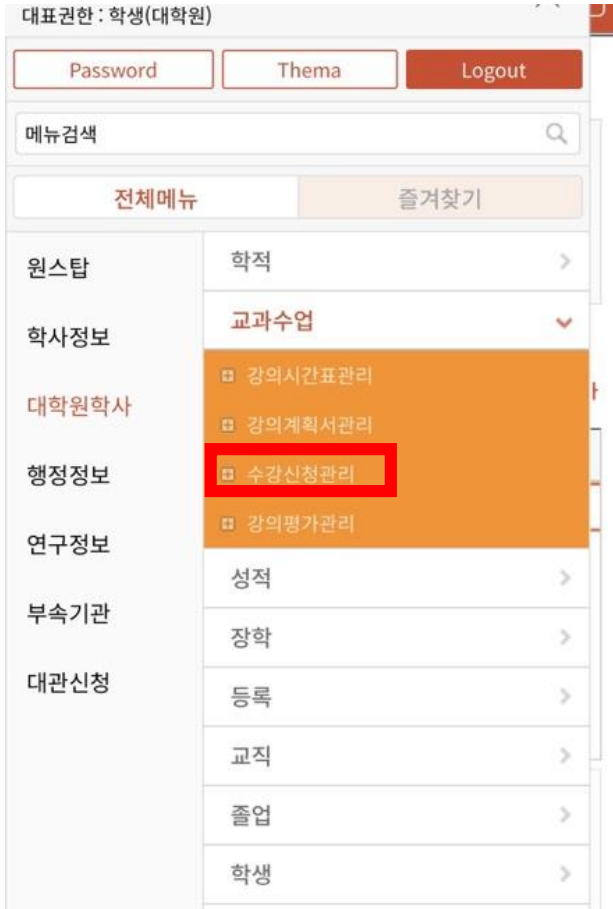 대표권한 : 학생(대학원)
Password Thema Logout
메뉴검색
전체메뉴 즐겨찾기
원스탑
학사정보
대학원학사
행정정보
연구정보
부속기관
대관신청
학적
교과수업
강의시간표관리
강의계획서관리
수강신청관리
강의평가관리
성적
장학
등록
교직
졸업
학생